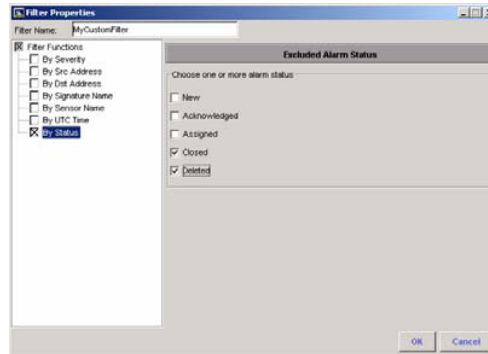 Filter Properties
Filter Name: MyCustomFilter
Filter Functions
By Severity
By Src Address
By Dst Address
By Signature Name
By Sensor Name
By UTC Time
By Status
Excluded Alarm Status
Choose one or more alarm status
New
Acknowledged
Assigned
Closed
Deleted
OK Cancel